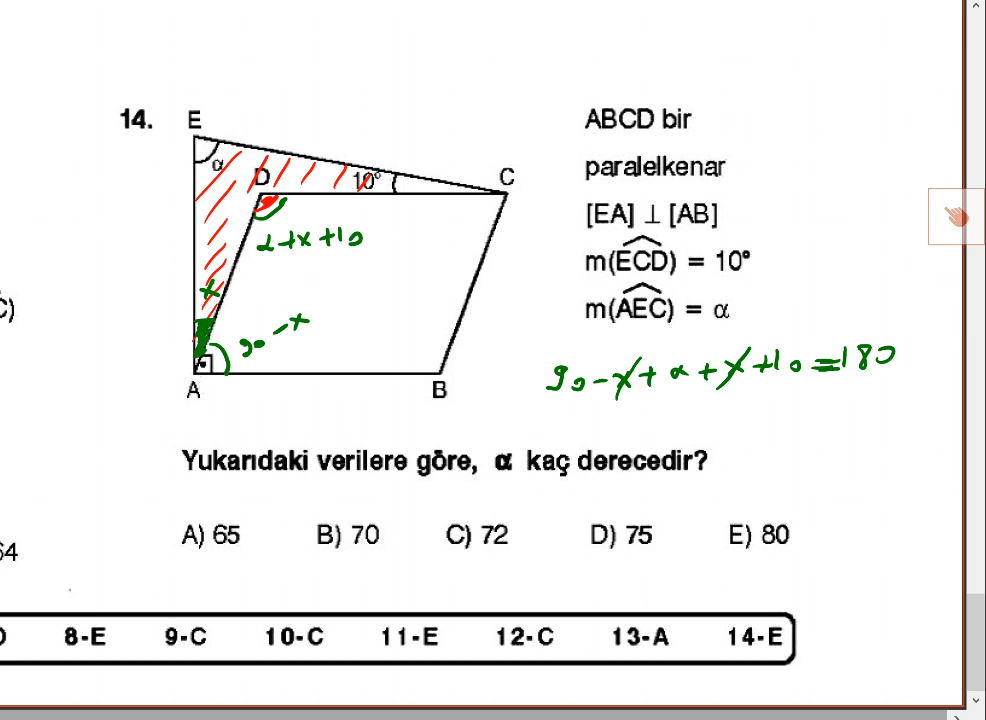 14.
E
α
D
10°
C
α+x+10
x
90-x
A
B
ABCD bir
paralelkenar
[EA] ⊥ [AB]
m(ECD) = 10°
m(AEC) = α
90-x+α+x+10=180
Yukarıdaki verilere göre, α kaç derecedir?
A) 65 B) 70 C) 72 D) 75 E) 80
64
8-E 9-C 10-C 11-E 12-C 13-A 14-E